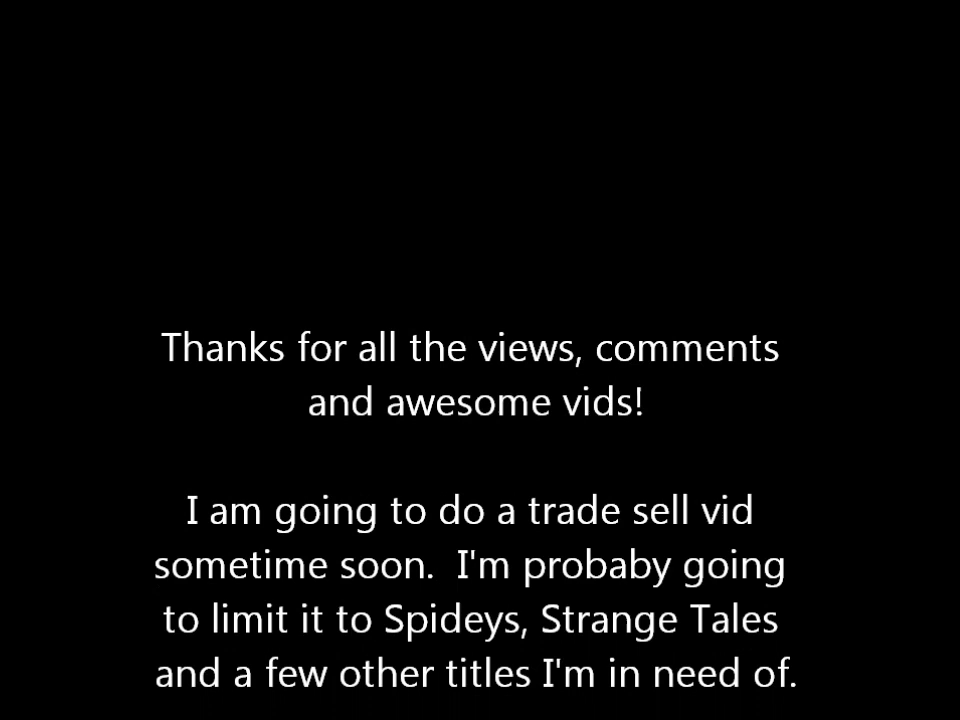 Thanks for all the views, comments
and awesome vids!
I am going to do a trade sell vid
sometime soon.  I'm probaby going
to limit it to Spideys, Strange Tales
and a few other titles I'm in need of.